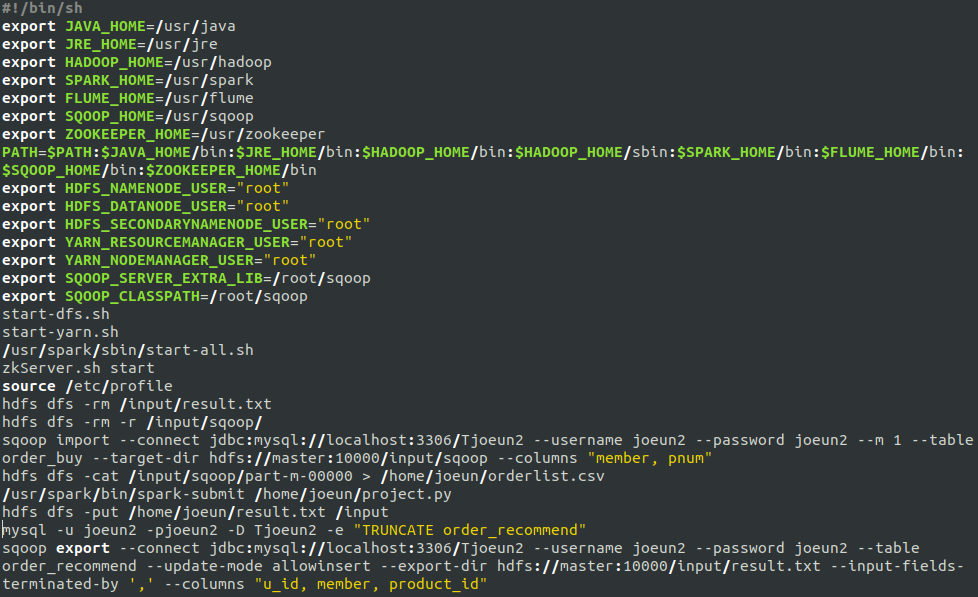 #!/bin/sh
export JAVA_HOME=/usr/java
export JRE_HOME=/usr/jre
export HADOOP_HOME=/usr/hadoop
export SPARK_HOME=/usr/spark
export FLUME_HOME=/usr/flume
export SQOOP_HOME=/usr/sqoop
export ZOOKEEPER_HOME=/usr/zookeeper
PATH=$PATH:$JAVA_HOME/bin:$JRE_HOME/bin:$HADOOP_HOME/bin:$HADOOP_HOME/sbin:$SPARK_HOME/bin:$FLUME_HOME/bin:
$SQOOP_HOME/bin:$ZOOKEEPER_HOME/bin
export HDFS_NAMENODE_USER="root"
export HDFS_DATANODE_USER="root"
export HDFS_SECONDARYNAMENODE_USER="root"
export YARN_RESOURCEMANAGER_USER="root"
export YARN_NODEMANAGER_USER="root"
export SQOOP_SERVER_EXTRA_LIB=/root/sqoop
export SQOOP_CLASSPATH=/root/sqoop
start-dfs.sh
start-yarn.sh
/usr/spark/sbin/start-all.sh
zkServer.sh start
source /etc/profile
hdfs dfs -rm /input/result.txt
hdfs dfs -rm -r /input/sqoop/
sqoop import --connect jdbc:mysql://localhost:3306/Tjoeun2 --username joeun2 --password joeun2 --m 1 --table
order_buy --target-dir hdfs://master:10000/input/sqoop --columns "member, pnum"
hdfs dfs -cat /input/sqoop/part-m-00000 > /home/joeun/orderlist.csv
/usr/spark/bin/spark-submit /home/joeun/project.py
hdfs dfs -put /home/joeun/result.txt /input
mysql -u joeun2 -pjoeun2 -D Tjoeun2 -e "TRUNCATE order_recommend"
sqoop export --connect jdbc:mysql://localhost:3306/Tjoeun2 --username joeun2 --password joeun2 --table
order_recommend --update-mode allowinsert --export-dir hdfs://master:10000/input/result.txt --input-fields-
terminated-by ',' --columns "u_id, member, product_id"